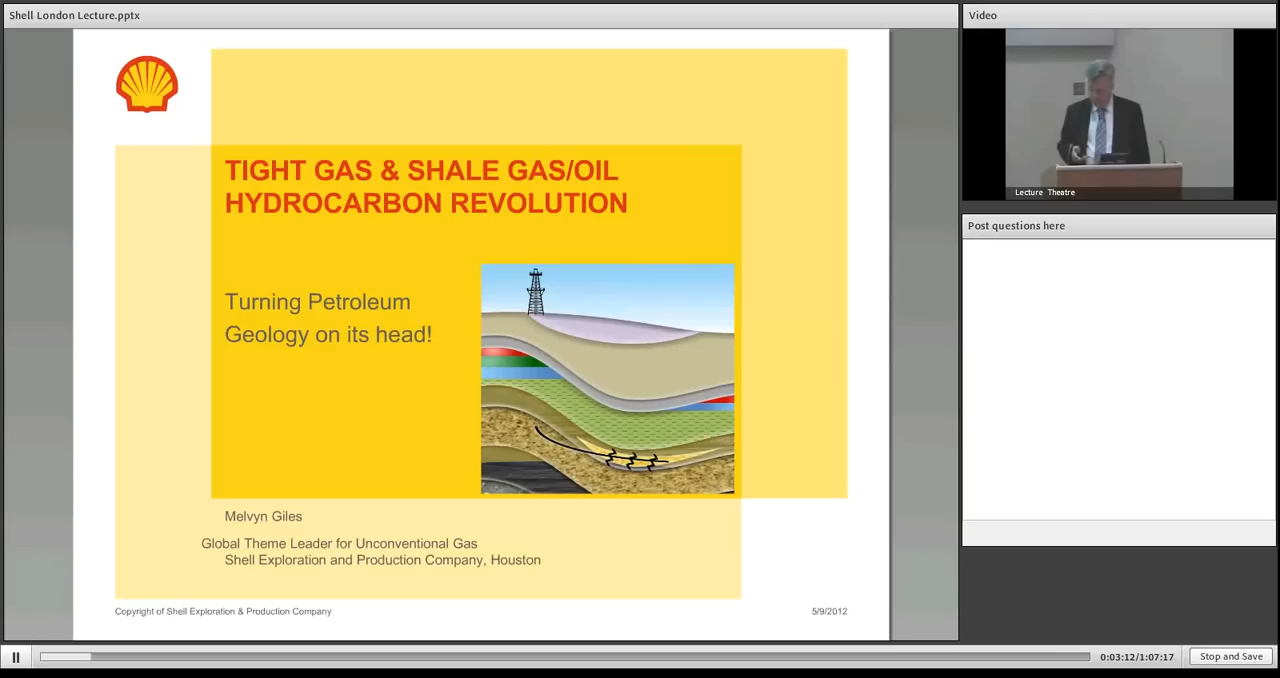 Shell London Lecture.pptx
TIGHT GAS & SHALE GAS/OIL
HYDROCARBON REVOLUTION
Turning Petroleum
Geology on its head!
Melvyn Giles
Global Theme Leader for Unconventional Gas
Shell Exploration and Production Company, Houston
Copyright of Shell Exploration & Production Company
5/9/2012
Video
Lecture Theatre
Post questions here
0:03:12/1:07:17
Stop and Save